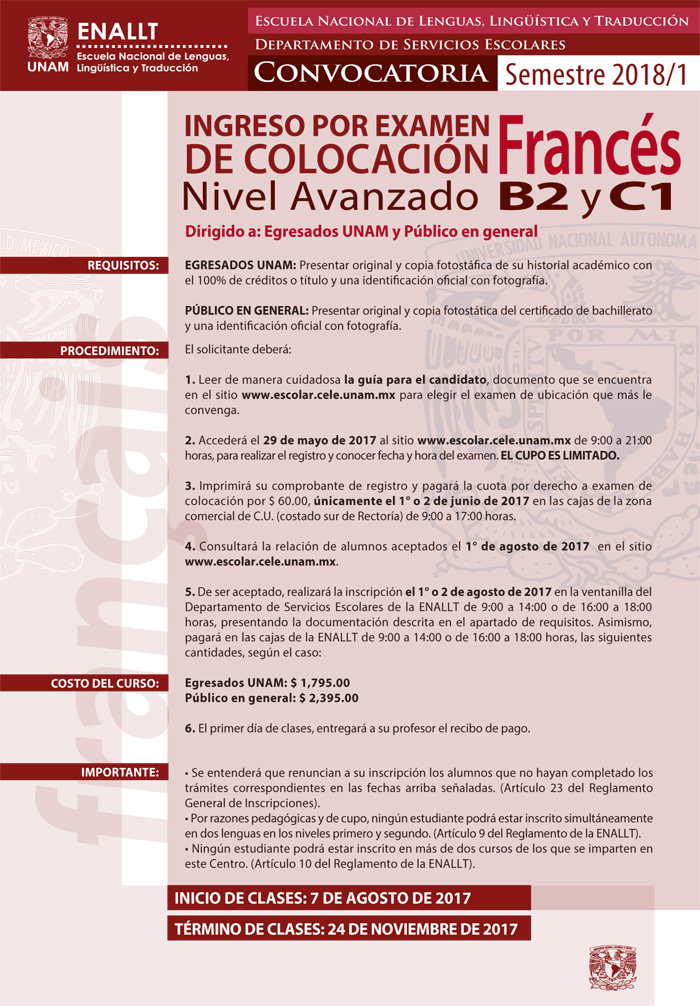 ENALLT
Escuela Nacional de Lenguas,
Lingüística y Traducción
UNAM
Escuela Nacional de Lenguas, Lingüística y Traducción
Departamento de Servicios Escolares
Convocatoria
Semestre 2018/1
INGRESO POR EXAMEN
DE COLOCACIÓN
Francés
Nivel Avanzado B2 y C1
Dirigido a: Egresados UNAM y Público en general
REQUISITOS:
EGRESADOS UNAM: Presentar original y copia fotostáfica de su historial académico con
el 100% de créditos o título y una identificación oficial con fotografía.
PÚBLICO EN GENERAL: Presentar original y copia fotostática del certificado de bachillerato
y una identificación oficial con fotografía.
PROCEDIMIENTO:
El solicitante deberá:
1. Leer de manera cuidadosa la guía para el candidato, documento que se encuentra
en el sitio www.escolar.cele.unam.mx para elegir el examen de ubicación que más le
convenga.
2. Accederá el 29 de mayo de 2017 al sitio www.escolar.cele.unam.mx de 9:00 a 21:00
horas, para realizar el registro y conocer fecha y hora del examen. EL CUPO ES LIMITADO.
3. Imprimirá su comprobante de registro y pagará la cuota por derecho a examen de
colocación por $ 60.00, únicamente el 1° o 2 de junio de 2017 en las cajas de la zona
comercial de C.U. (costado sur de Rectoría) de 9:00 a 17:00 horas.
4. Consultará la relación de alumnos aceptados el 1° de agosto de 2017 en el sitio
www.escolar.cele.unam.mx.
5. De ser aceptado, realizará la inscripción el 1° o 2 de agosto de 2017 en la ventanilla del
Departamento de Servicios Escolares de la ENALLT de 9:00 a 14:00 o de 16:00 a 18:00
horas, presentando la documentación descrita en el apartado de requisitos. Asimismo,
pagará en las cajas de la ENALLT de 9:00 a 14:00 o de 16:00 a 18:00 horas, las siguientes
cantidades, según el caso:
COSTO DEL CURSO:
Egresados UNAM: $ 1,795.00
Público en general: $ 2,395.00
6. El primer día de clases, entregará a su profesor el recibo de pago.
IMPORTANTE:
• Se entenderá que renuncian a su inscripción los alumnos que no hayan completado los
trámites correspondientes en las fechas arriba señaladas. (Artículo 23 del Reglamento
General de Inscripciones).
• Por razones pedagógicas y de cupo, ningún estudiante podrá estar inscrito simultáneamente
en dos lenguas en los niveles primero y segundo. (Artículo 9 del Reglamento de la ENALLT).
• Ningún estudiante podrá estar inscrito en más de dos cursos de los que se imparten en
este Centro. (Artículo 10 del Reglamento de la ENALLT).
INICIO DE CLASES: 7 DE AGOSTO DE 2017
TÉRMINO DE CLASES: 24 DE NOVIEMBRE DE 2017
français
UNIVERSIDAD NACIONAL AUTONOMA
POR MI
D MEXICO